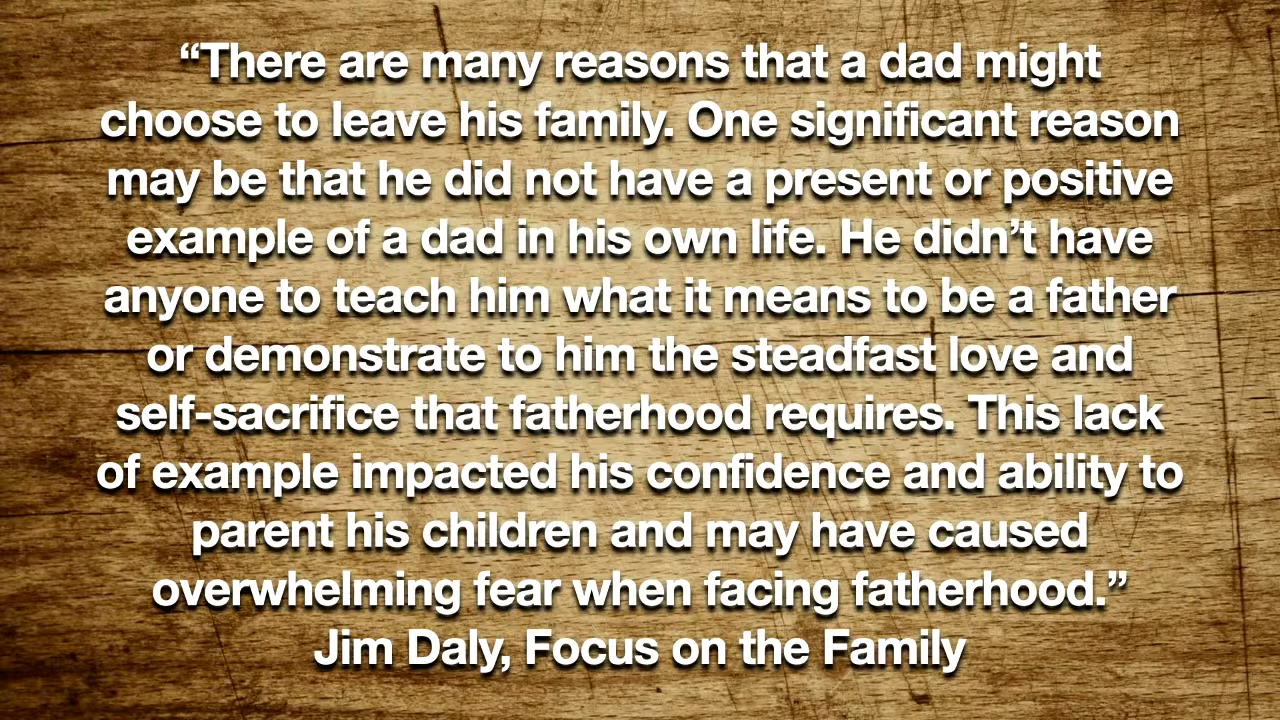 “There are many reasons that a dad might
choose to leave his family. One significant reason
may be that he did not have a present or positive
example of a dad in his own life. He didn’t have
anyone to teach him what it means to be a father
or demonstrate to him the steadfast love and
self-sacrifice that fatherhood requires. This lack
of example impacted his confidence and ability to
parent his children and may have caused
overwhelming fear when facing fatherhood.”
Jim Daly, Focus on the Family